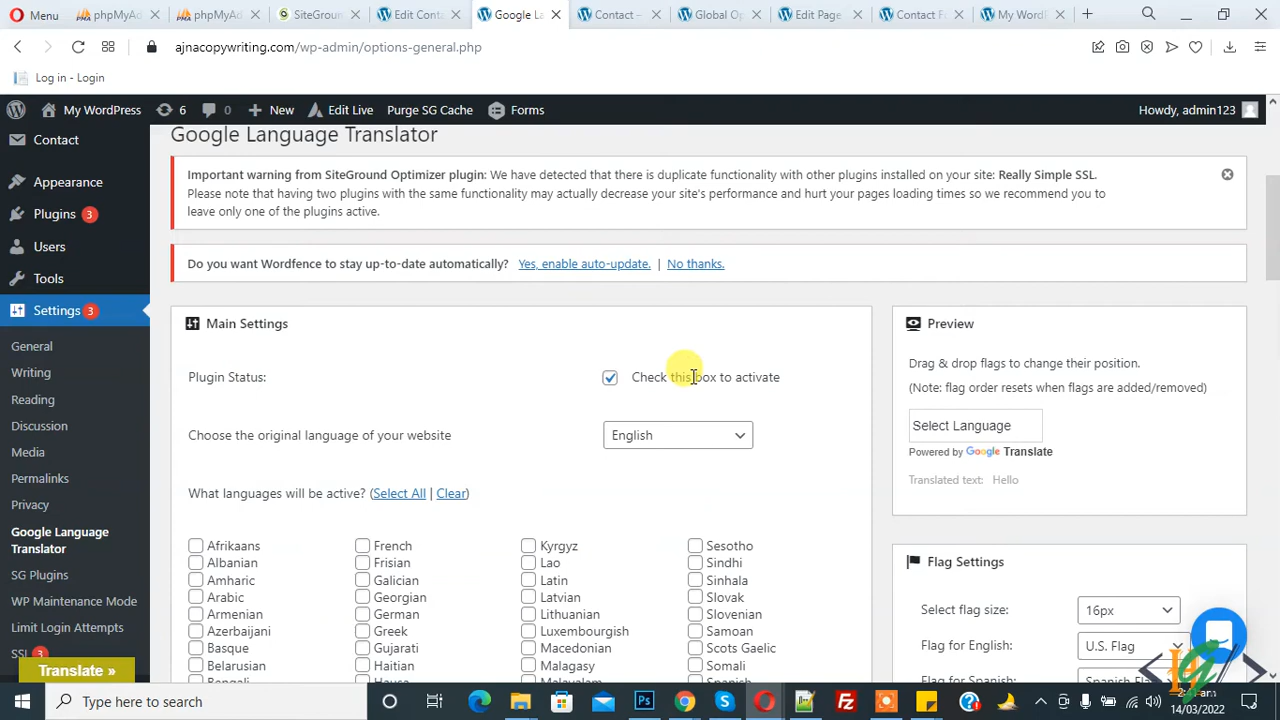 Menu
phpMyAd
phpMyAd
SiteGroun
Edit Conta
Google La
Contact –
Global Op
Edit Page
Contact Fo
My WordP
ajnacopywriting.com/wp-admin/options-general.php
Log in - Login
My WordPress
6
0
New
Edit Live
Purge SG Cache
Forms
Howdy, admin123
Contact
Appearance
Plugins 3
Users
Tools
Settings 3
General
Writing
Reading
Discussion
Media
Permalinks
Privacy
Google Language
Translator
SG Plugins
WP Maintenance Mode
Limit Login Attempts
SSL 3
Translate »
Google Language Translator
Important warning from SiteGround Optimizer plugin: We have detected that there is duplicate functionality with other plugins installed on your site: Really Simple SSL.
Please note that having two plugins with the same functionality may actually decrease your site's performance and hurt your pages loading times so we recommend you to
leave only one of the plugins active.
Do you want Wordfence to stay up-to-date automatically? Yes, enable auto-update. | No thanks.
Main Settings
Plugin Status:
Check this box to activate
Choose the original language of your website
English
What languages will be active? (Select All | Clear)
Afrikaans French Kyrgyz Sesotho
Albanian Frisian Lao Sindhi
Amharic Galician Latin Sinhala
Arabic Georgian Latvian Slovak
Armenian German Lithuanian Slovenian
Azerbaijani Greek Luxembourgish Samoan
Basque Gujarati Macedonian Scots Gaelic
Belarusian Haitian Malagasy Somali
Preview
Drag & drop flags to change their position.
(Note: flag order resets when flags are added/removed)
Select Language
Powered by Google Translate
Translated text: Hello
Flag Settings
Select flag size:
16px
Flag for English:
U.S. Flag
Flag for Spanish:
Type here to search
14/03/2022